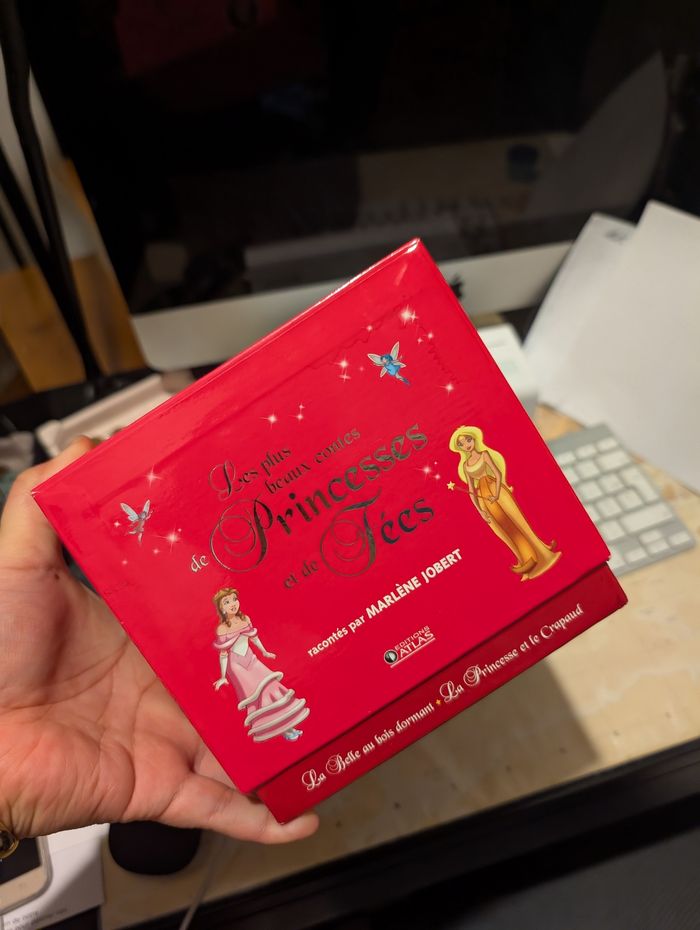 Les plus
beaux contes
de Princesses
et de Fées
racontés par MARLÈNE JOBERT
EDITIONS
ATLAS
La Belle au bois dormant ✦ La Princesse et le Crapaud